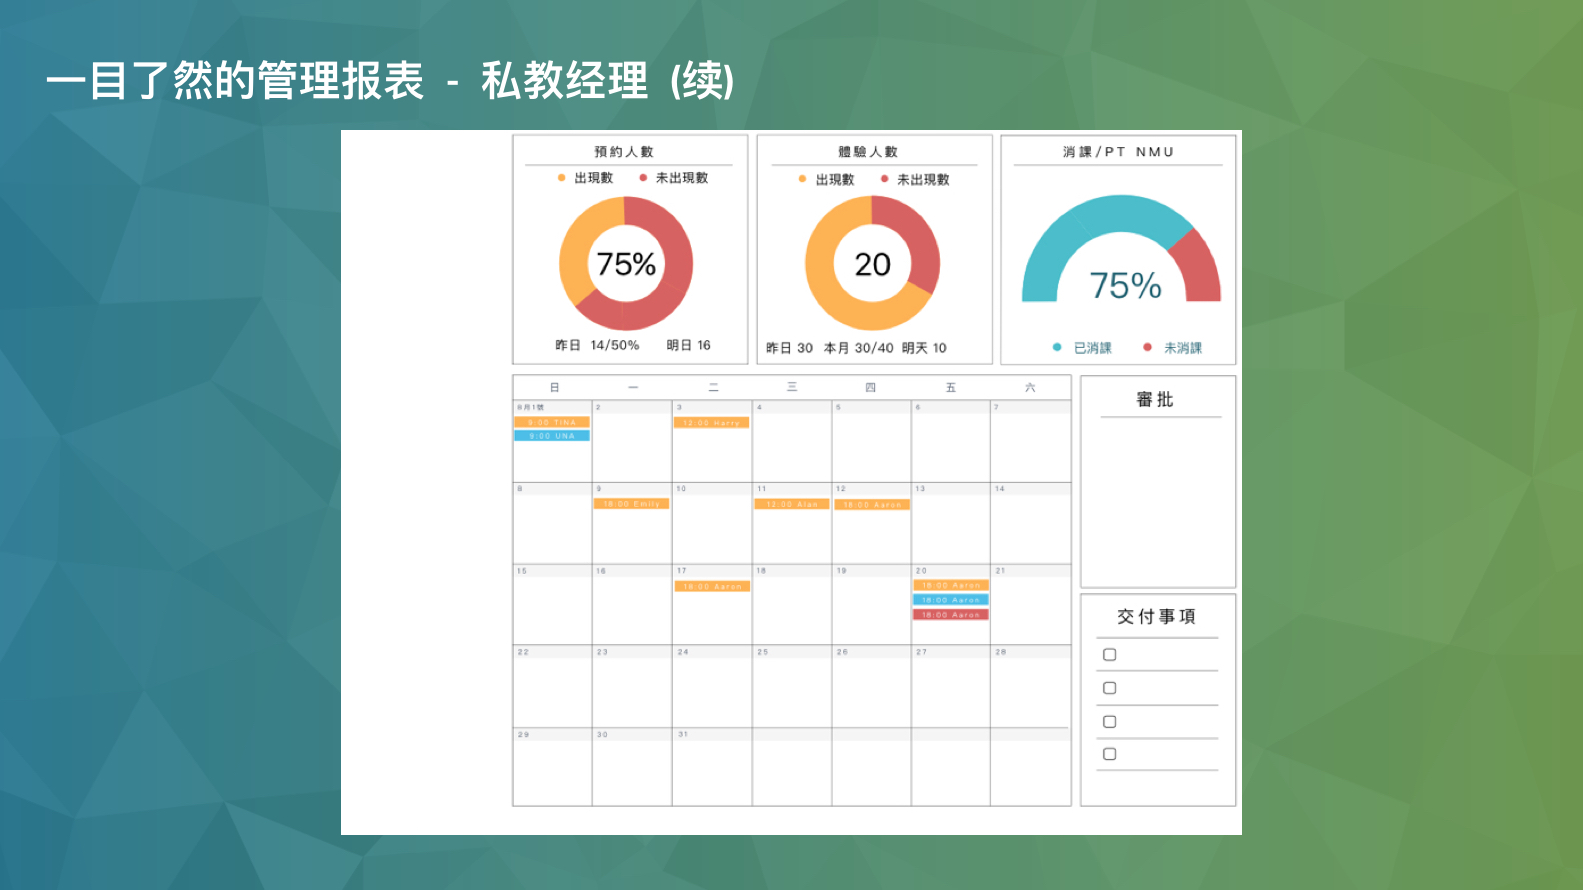 一目了然的管理报表 - 私教经理 (续)
預約人數
出現數 未出現數
75%
昨日 14/50% 明日 16
體驗人數
出現數 未出現數
20
昨日 30 本月 30/40 明天 10
消課/PT NMU
75%
已消課 未消課
日 一 二 三 四 五 六
8月1號 2 3 4 5 6 7
9:00 TINA 12:00 Harry
9:00 UNA
8 9 10 11 12 13 14
18:00 Emily 12:00 Alan 18:00 Aaron
15 16 17 18 19 20 21
18:00 Aaron 18:00 Aaron
18:00 Aaron
18:00 Aaron
22 23 24 25 26 27 28
29 30 31
審批
交付事項